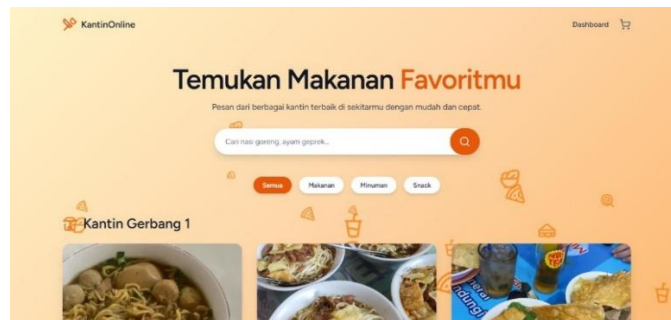 KantinOnline
Dashboard
Temukan Makanan Favoritmu
Pesan dari berbagai kantin terbaik di sekitarmu dengan mudah dan cepat.
Cari nasi goreng, ayam geprek...
Semua
Makanan
Minuman
Snack
Kantin Gerbang 1